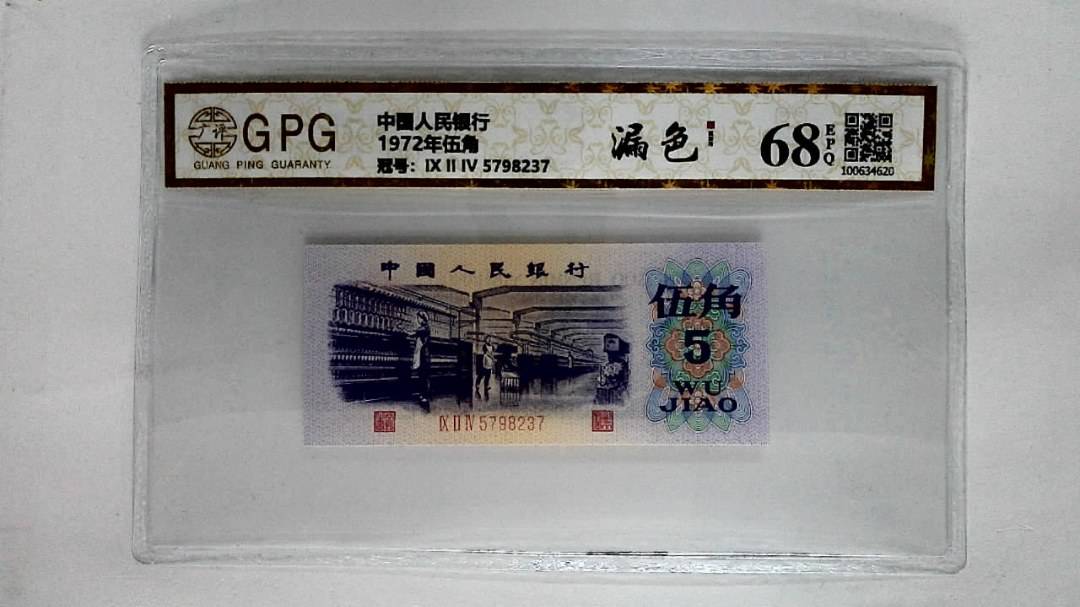 广评
GPG
GUANG PING GUARANTY
中國人民银行
1972年伍角
冠号: IX II IV 5798237
漏色
68
EPQ
100634620
中國人民银行
伍角
5
WU
JIAO
IX II IV 5798237